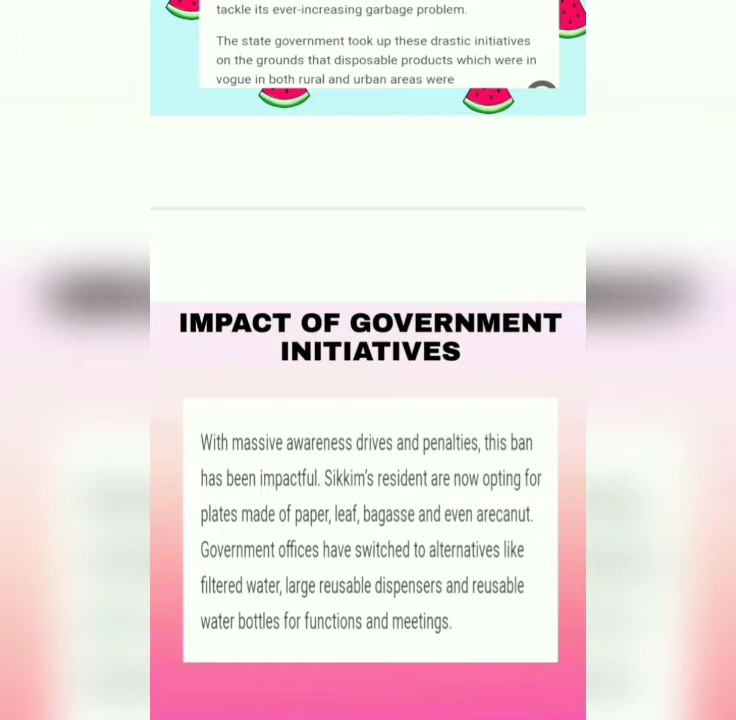 tackle its ever-increasing garbage problem.
The state government took up these drastic initiatives
on the grounds that disposable products which were in
vogue in both rural and urban areas were
IMPACT OF GOVERNMENT
INITIATIVES
With massive awareness drives and penalties, this ban
has been impactful. Sikkim's resident are now opting for
plates made of paper, leaf, bagasse and even arecanut.
Government offices have switched to alternatives like
filtered water, large reusable dispensers and reusable
water bottles for functions and meetings.